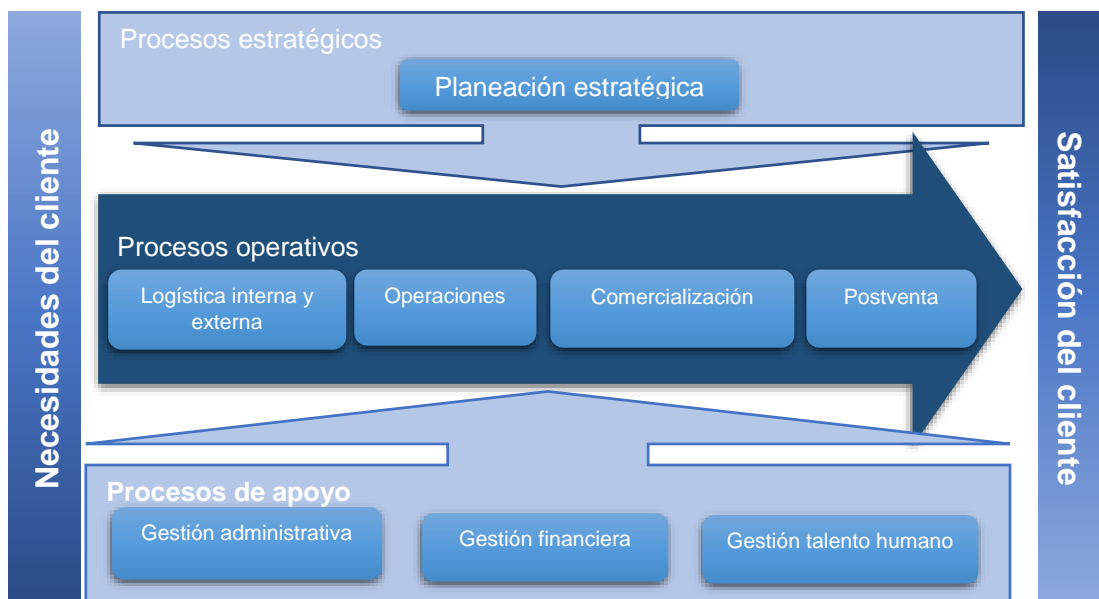 Necesidades del cliente
Procesos estratégicos
Planeación estratégica
Procesos operativos
Logística interna y
externa
Operaciones
Comercialización
Postventa
Procesos de apoyo
Gestión administrativa
Gestión financiera
Gestión talento humano
Satisfacción del cliente